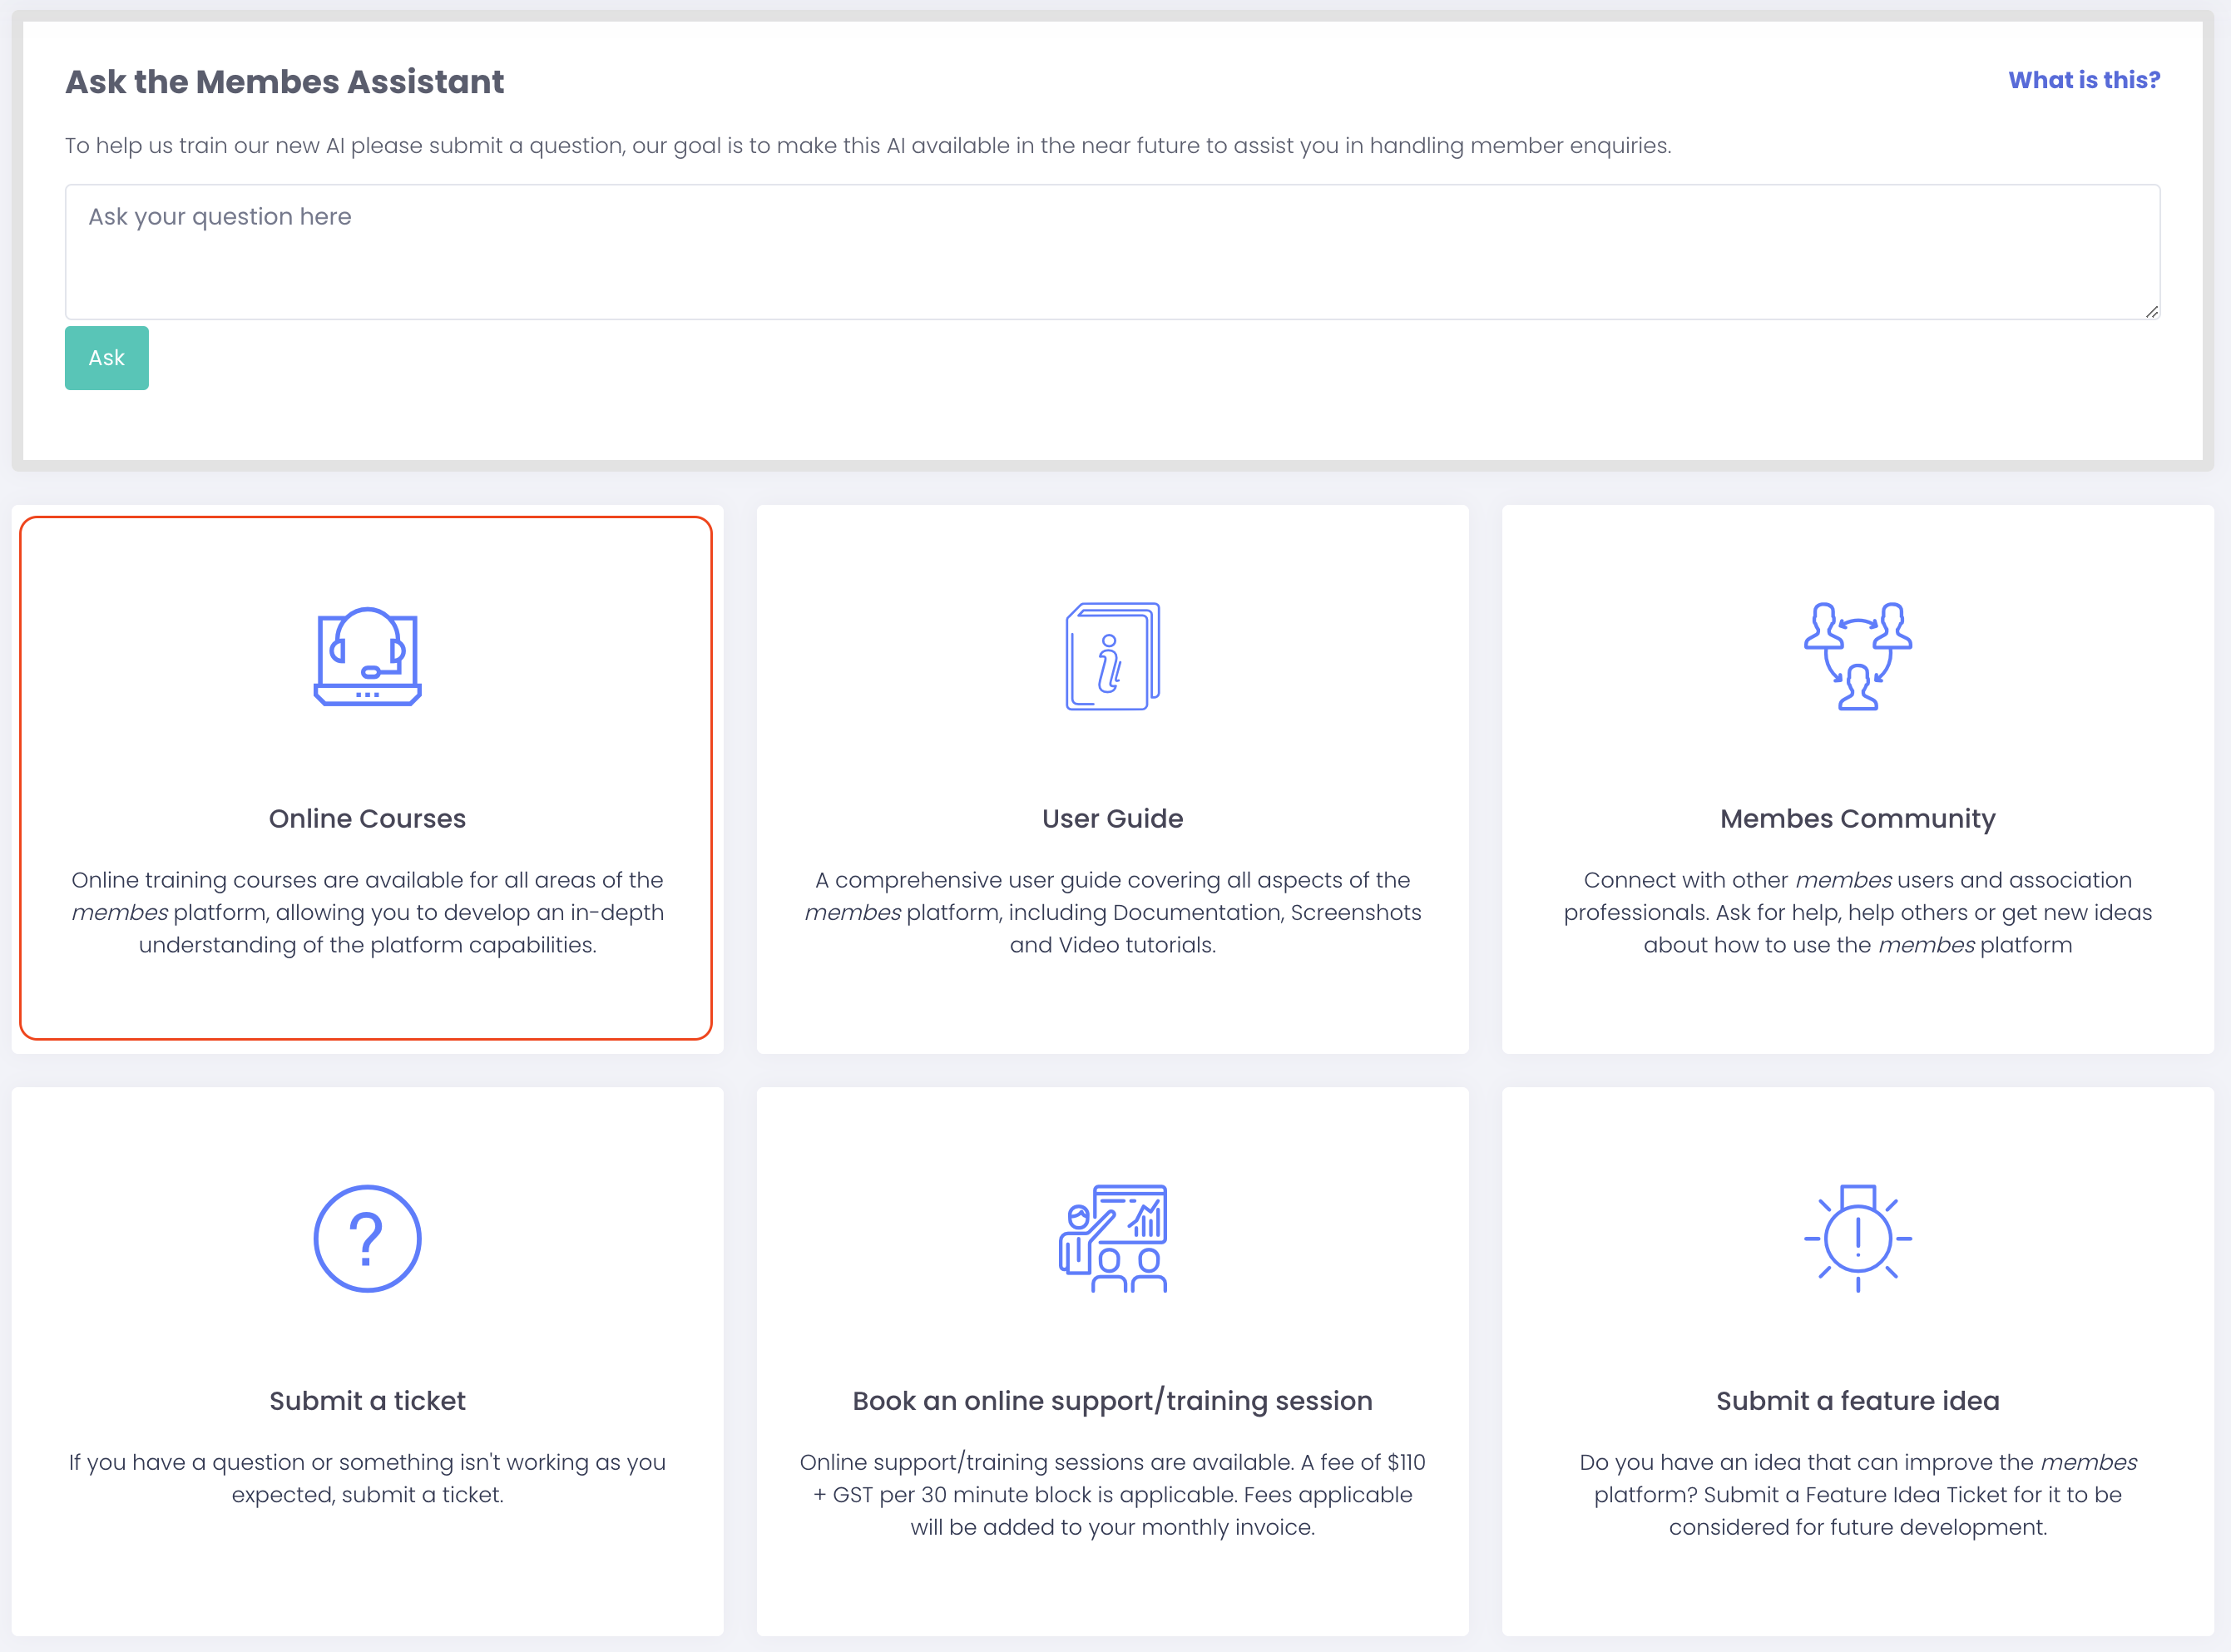 Ask the Membes Assistant
What is this?
To help us train our new AI please submit a question, our goal is to make this AI available in the near future to assist you in handling member enquiries.
Ask your question here
Ask
Online Courses
Online training courses are available for all areas of the
membes platform, allowing you to develop an in-depth
understanding of the platform capabilities.
User Guide
A comprehensive user guide covering all aspects of the
membes platform, including Documentation, Screenshots
and Video tutorials.
Membes Community
Connect with other membes users and association
professionals. Ask for help, help others or get new ideas
about how to use the membes platform
Submit a ticket
If you have a question or something isn't working as you
expected, submit a ticket.
Book an online support/training session
Online support/training sessions are available. A fee of $110
+ GST per 30 minute block is applicable. Fees applicable
will be added to your monthly invoice.
Submit a feature idea
Do you have an idea that can improve the membes
platform? Submit a Feature Idea Ticket for it to be
considered for future development.